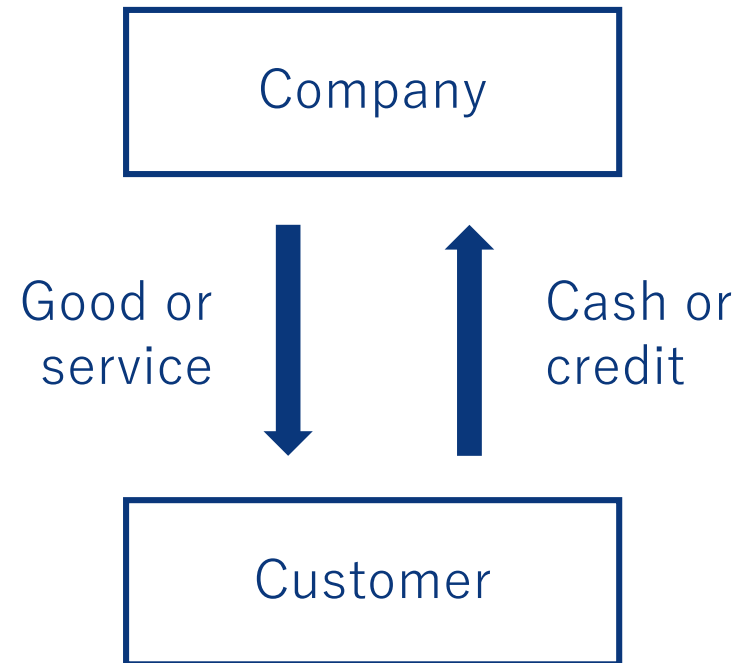 Company
Good or
service
Cash or
credit
Customer